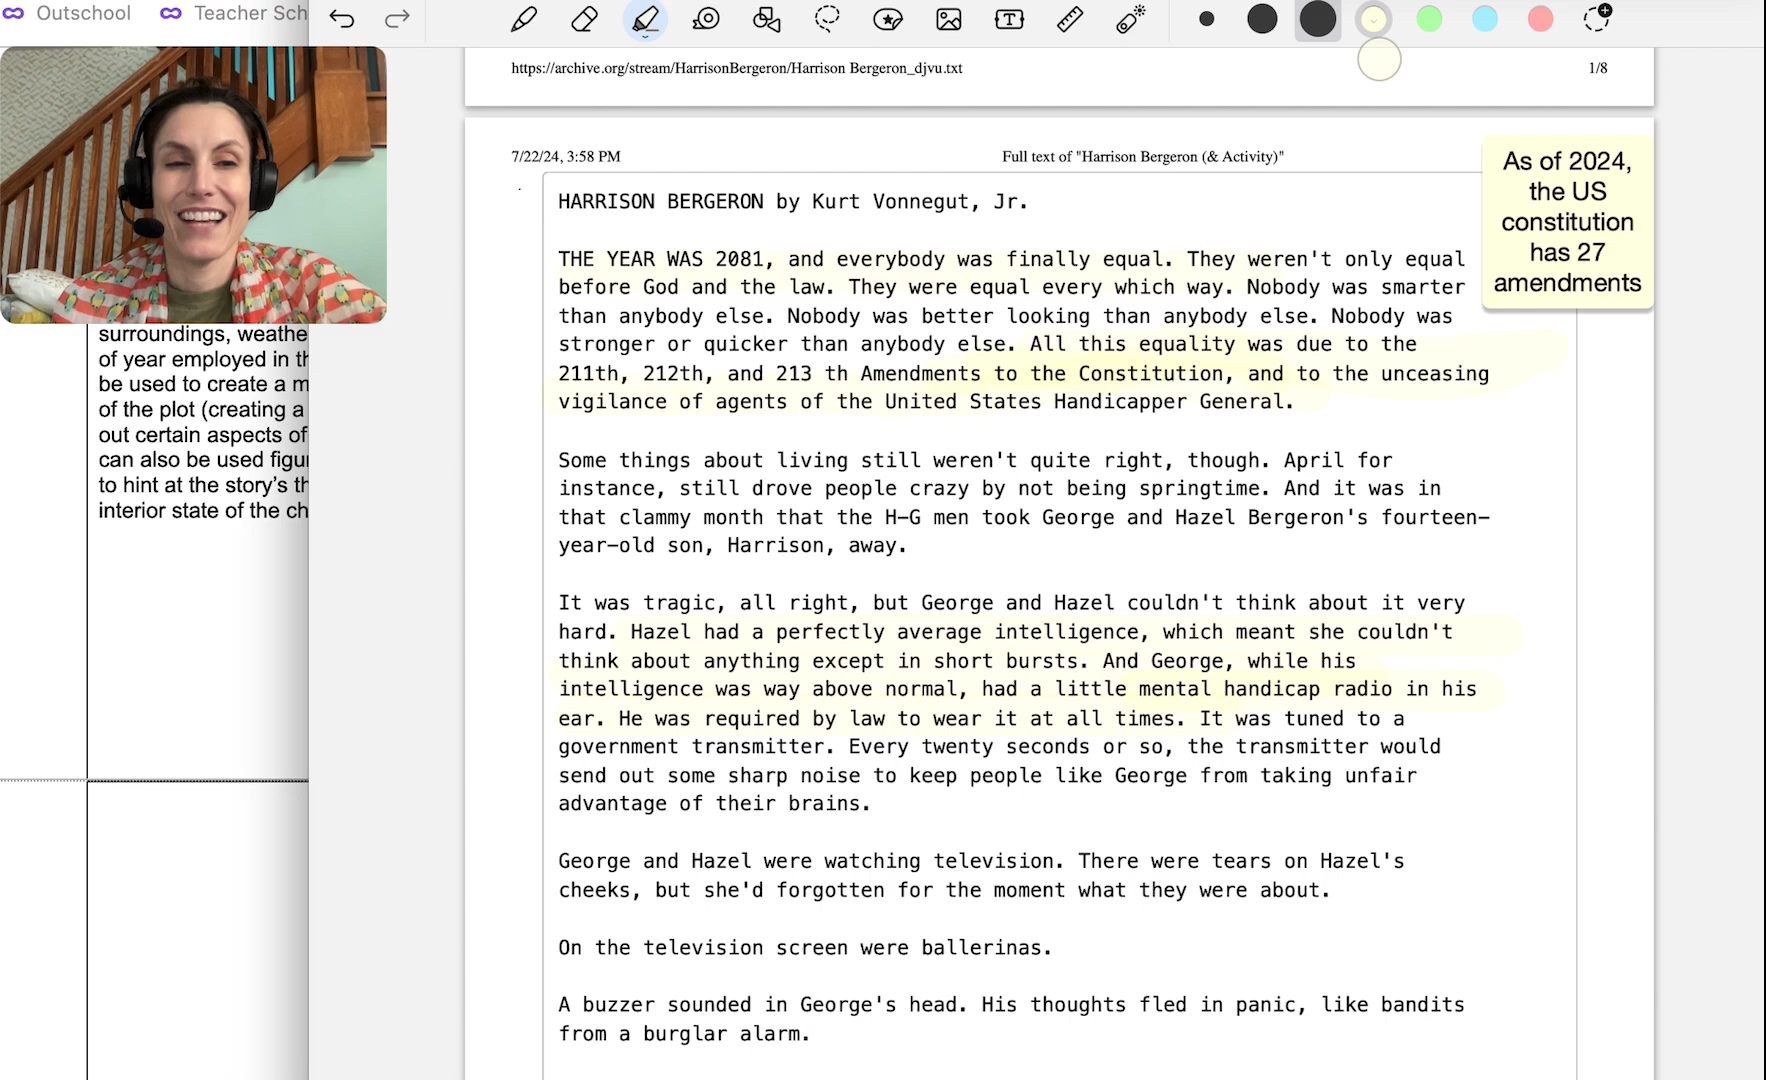 Outschool
Teacher Sch
surroundings, weathe
of year employed in th
be used to create a m
of the plot (creating a
out certain aspects of
can also be used figu
to hint at the story’s th
interior state of the ch
https://archive.org/stream/HarrisonBergeron/Harrison Bergeron_djvu.txt
1/8
7/22/24, 3:58 PM
Full text of "Harrison Bergeron (& Activity)"
As of 2024,
the US
constitution
has 27
amendments
HARRISON BERGERON by Kurt Vonnegut, Jr.
THE YEAR WAS 2081, and everybody was finally equal. They weren't only equal
before God and the law. They were equal every which way. Nobody was smarter
than anybody else. Nobody was better looking than anybody else. Nobody was
stronger or quicker than anybody else. All this equality was due to the
211th, 212th, and 213 th Amendments to the Constitution, and to the unceasing
vigilance of agents of the United States Handicapper General.
Some things about living still weren't quite right, though. April for
instance, still drove people crazy by not being springtime. And it was in
that clammy month that the H-G men took George and Hazel Bergeron's fourteen-
year-old son, Harrison, away.
It was tragic, all right, but George and Hazel couldn't think about it very
hard. Hazel had a perfectly average intelligence, which meant she couldn't
think about anything except in short bursts. And George, while his
intelligence was way above normal, had a little mental handicap radio in his
ear. He was required by law to wear it at all times. It was tuned to a
government transmitter. Every twenty seconds or so, the transmitter would
send out some sharp noise to keep people like George from taking unfair
advantage of their brains.
George and Hazel were watching television. There were tears on Hazel's
cheeks, but she'd forgotten for the moment what they were about.
On the television screen were ballerinas.
A buzzer sounded in George's head. His thoughts fled in panic, like bandits
from a burglar alarm.